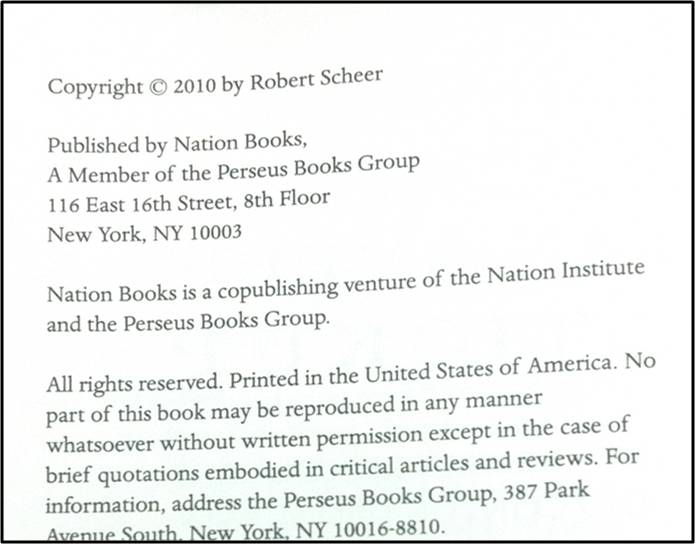 Copyright © 2010 by Robert Scheer
Published by Nation Books,
A Member of the Perseus Books Group
116 East 16th Street, 8th Floor
New York, NY 10003
Nation Books is a copublishing venture of the Nation Institute
and the Perseus Books Group.
All rights reserved. Printed in the United States of America. No
part of this book may be reproduced in any manner
whatsoever without written permission except in the case of
brief quotations embodied in critical articles and reviews. For
information, address the Perseus Books Group, 387 Park
Avenue South, New York, NY 10016-8810.